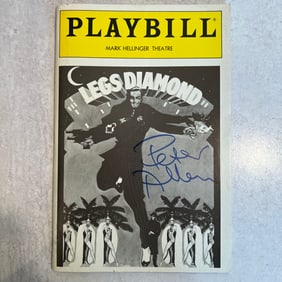 PLAYBILL®
MARK HELLINGER THEATRE
LEGS DIAMOND
Peter
Allen